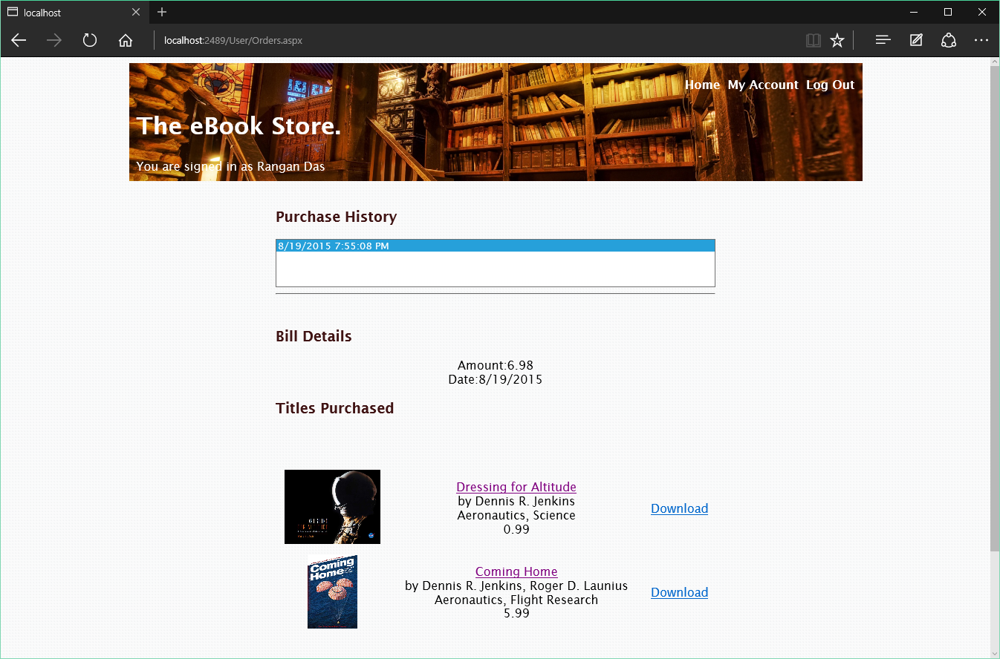 localhost
localhost:2489/User/Orders.aspx
Home My Account Log Out
The eBook Store.
You are signed in as Rangan Das
Purchase History
8/19/2015 7:55:08 PM
Bill Details
Amount:6.98
Date:8/19/2015
Titles Purchased
Dressing for Altitude
by Dennis R. Jenkins
Aeronautics, Science
0.99
Download
Coming
Home
Coming Home
by Dennis R. Jenkins, Roger D. Launius
Aeronautics, Flight Research
5.99
Download